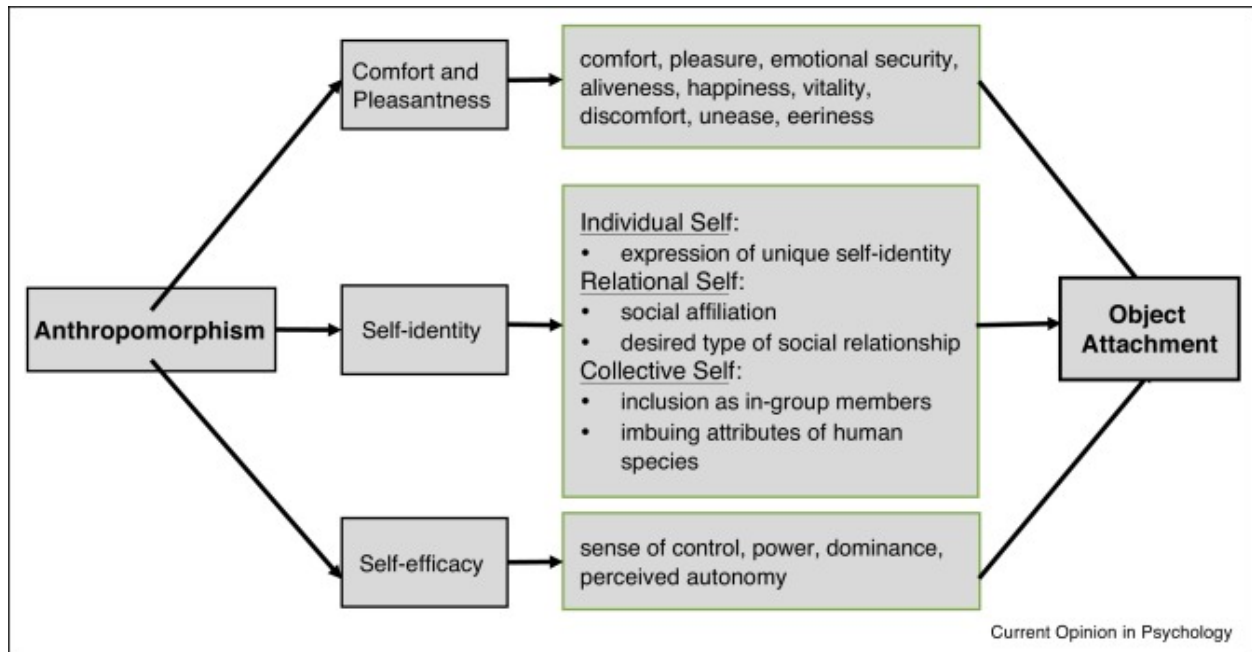 Comfort and
Pleasantness
comfort, pleasure, emotional security,
aliveness, happiness, vitality,
discomfort, unease, eeriness
Anthropomorphism
Self-identity
Individual Self:
• expression of unique self-identity
Relational Self:
• social affiliation
• desired type of social relationship
Collective Self:
• inclusion as in-group members
• imbuing attributes of human
species
Object
Attachment
Self-efficacy
sense of control, power, dominance,
perceived autonomy
Current Opinion in Psychology